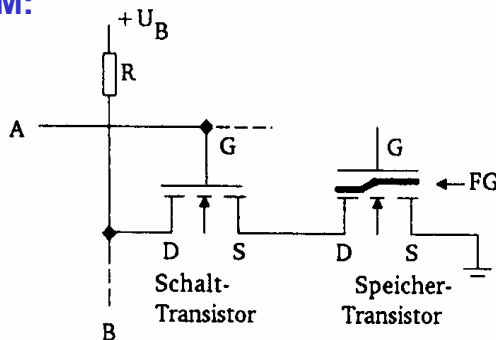 M:
+ U_B
R
A
G
G
FG
D
S
D
S
Schalt-
Transistor
Speicher-
Transistor
B